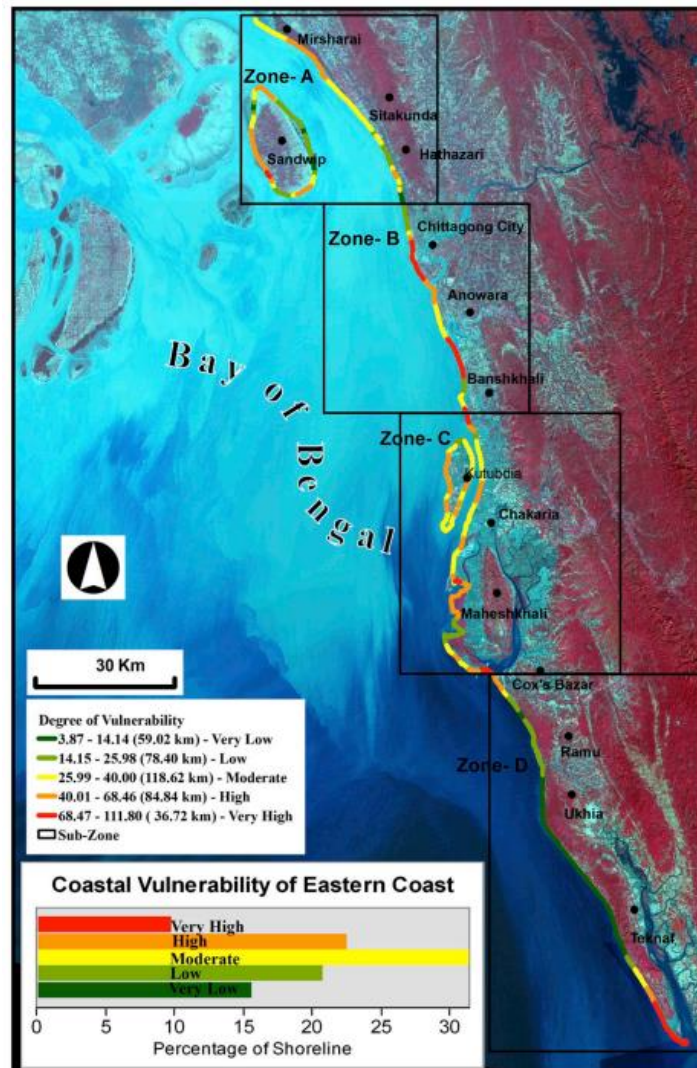 Mirsharai
Zone- A
Sitakunda
Sandwip
Hathazari
Zone- B
Chittagong City
Anowara
Banshkhali
Bay of Bengal
Zone- C
Kutubdia
Chakaria
Maheshkhali
Cox's Bazar
Ramu
Zone- D
Ukhia
Teknaf
30 Km
Degree of Vulnerability
3.87 - 14.14 (59.02 km) - Very Low
14.15 - 25.98 (78.40 km) - Low
25.99 - 40.00 (118.62 km) - Moderate
40.01 - 68.46 (84.84 km) - High
68.47 - 111.80 ( 36.72 km) - Very High
Sub-Zone
Coastal Vulnerability of Eastern Coast
Very High
High
Moderate
Low
Very Low
0 5 10 15 20 25 30
Percentage of Shoreline